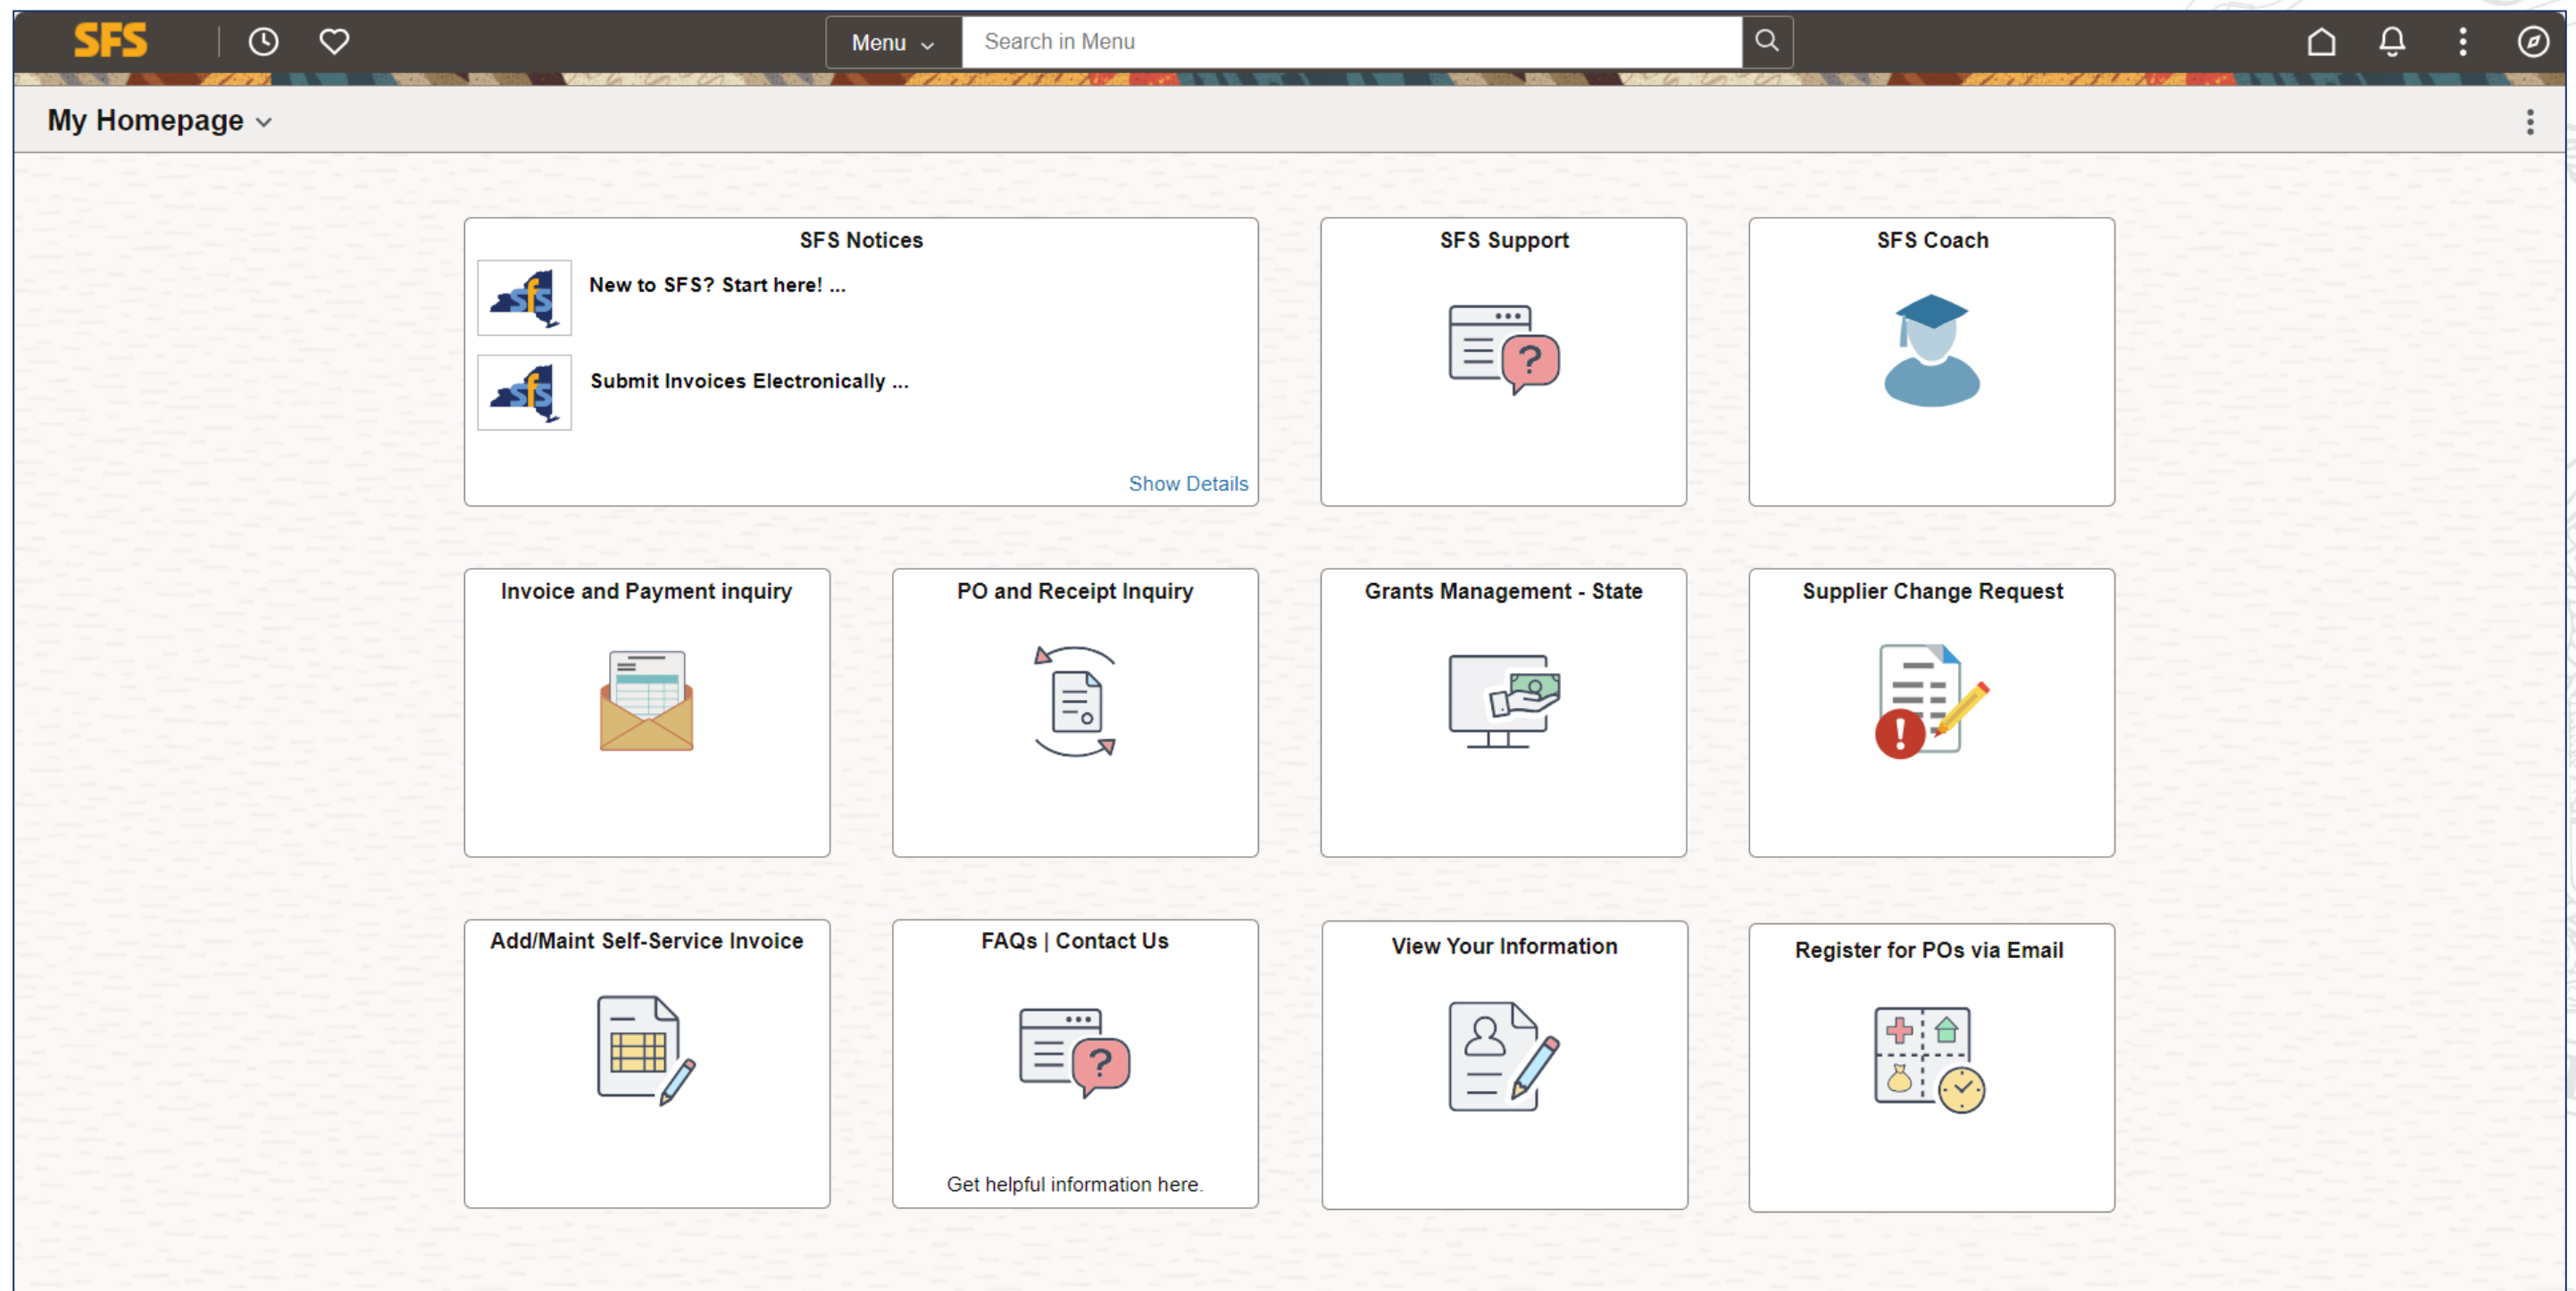 SFS
Menu
Search in Menu
My Homepage
SFS Notices
sfs
New to SFS? Start here! ...
sfs
Submit Invoices Electronically ...
Show Details
SFS Support
?
SFS Coach
Invoice and Payment inquiry
PO and Receipt Inquiry
Grants Management - State
Supplier Change Request
!
Add/Maint Self-Service Invoice
FAQs | Contact Us
?
Get helpful information here.
View Your Information
Register for POs via Email